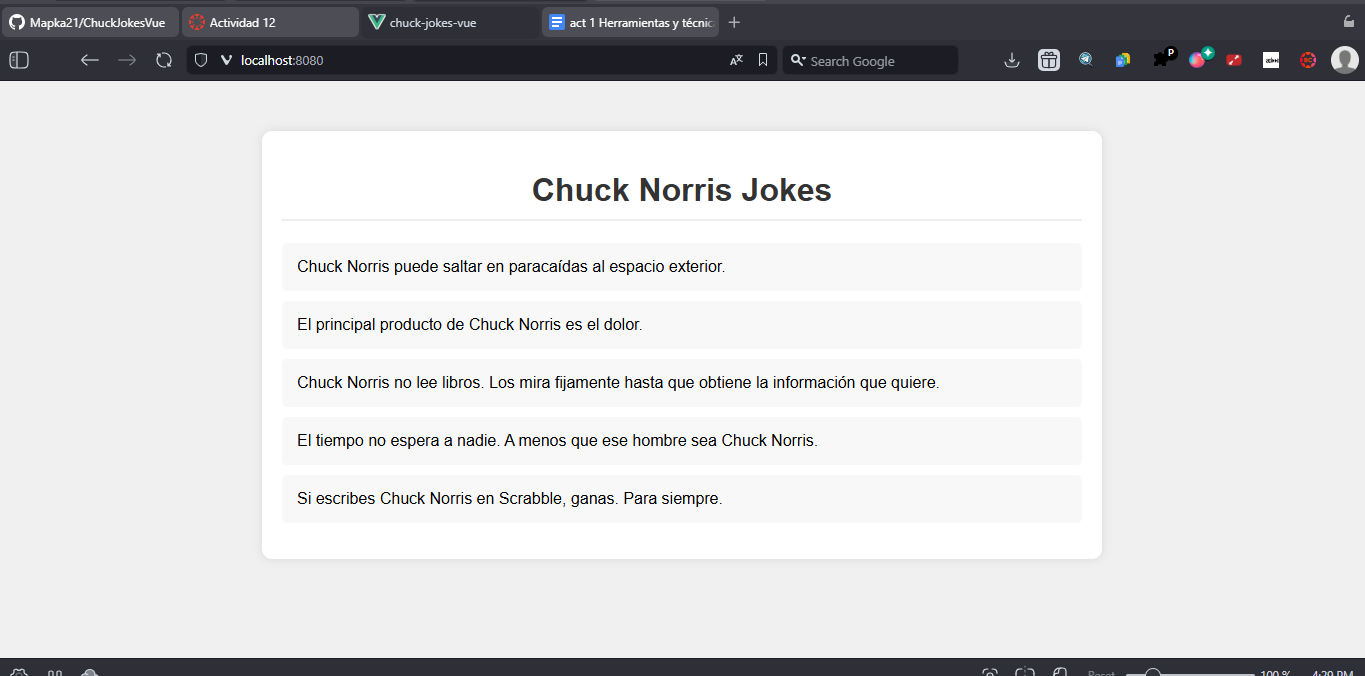 Mapka21/ChuckJokesVue
Actividad 12
chuck-jokes-vue
act 1 Herramientas y técnic
localhost:8080
Search Google
P
Chuck Norris Jokes
Chuck Norris puede saltar en paracaídas al espacio exterior.
El principal producto de Chuck Norris es el dolor.
Chuck Norris no lee libros. Los mira fijamente hasta que obtiene la información que quiere.
El tiempo no espera a nadie. A menos que ese hombre sea Chuck Norris.
Si escribes Chuck Norris en Scrabble, ganas. Para siempre.
Reset
100 %
4:29 PM